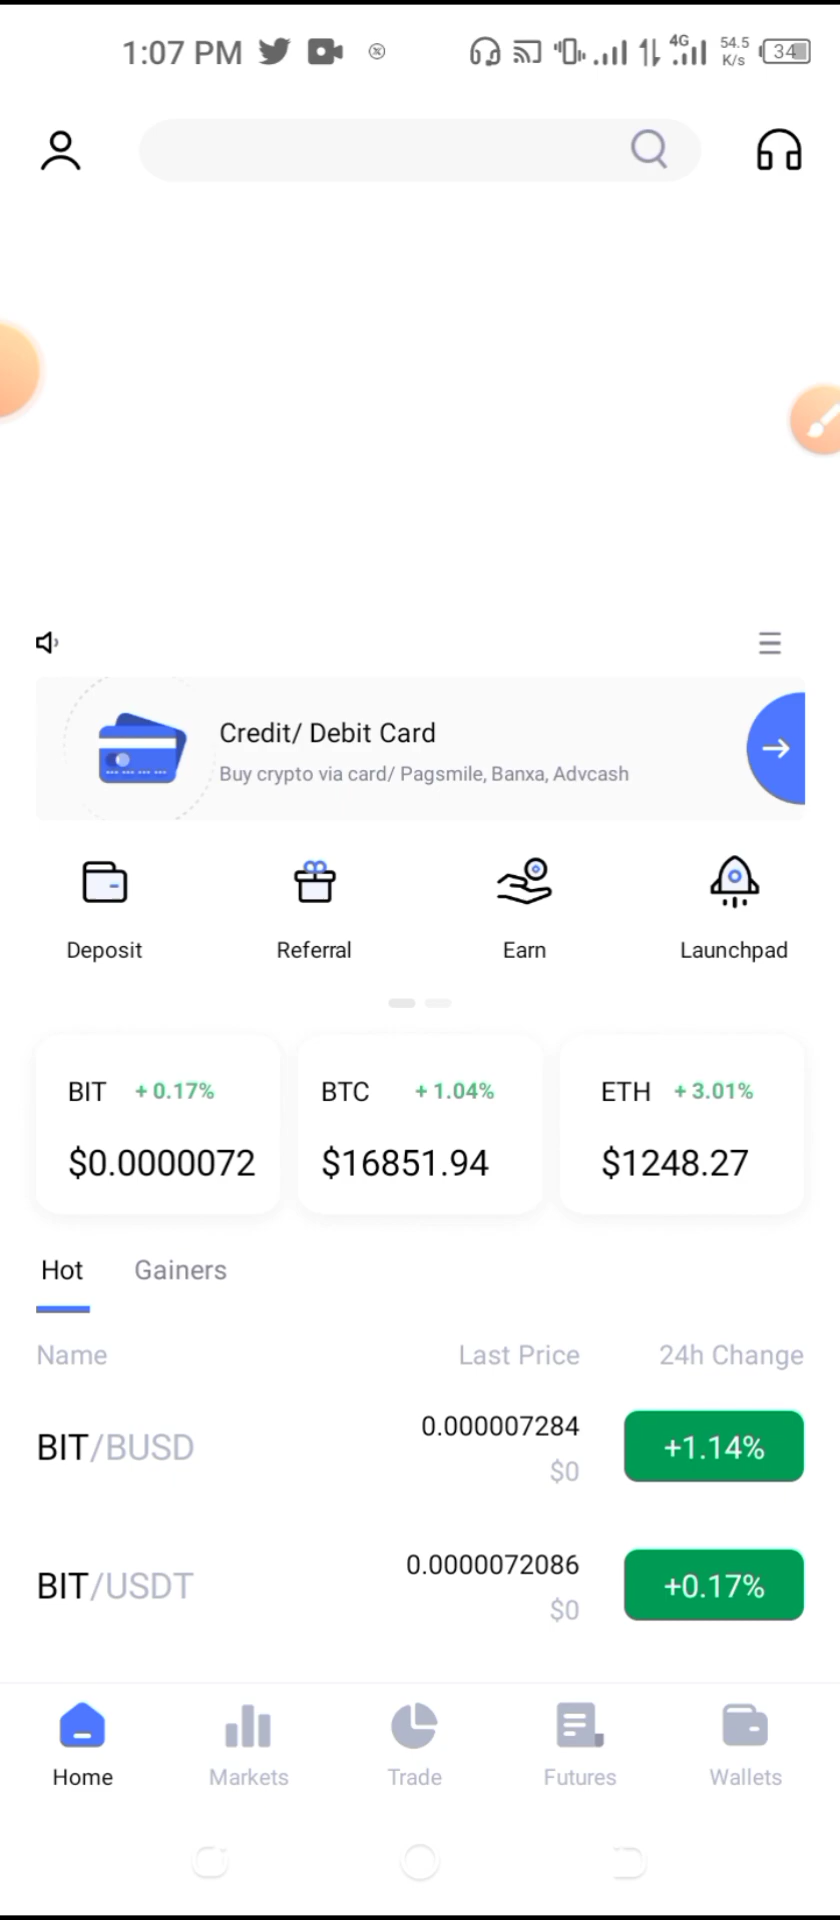 1:07 PM
4G
54.5
K/s
34
Credit/ Debit Card
Buy crypto via card/ Pagsmile, Banxa, Advcash
Deposit Referral Earn Launchpad
BIT +0.17% BTC +1.04% ETH +3.01%
$0.0000072 $16851.94 $1248.27
Hot Gainers
Name Last Price 24h Change
0.000007284
BIT/BUSD +1.14%
$0
0.0000072086
BIT/USDT +0.17%
$0
Home Markets Trade Futures Wallets